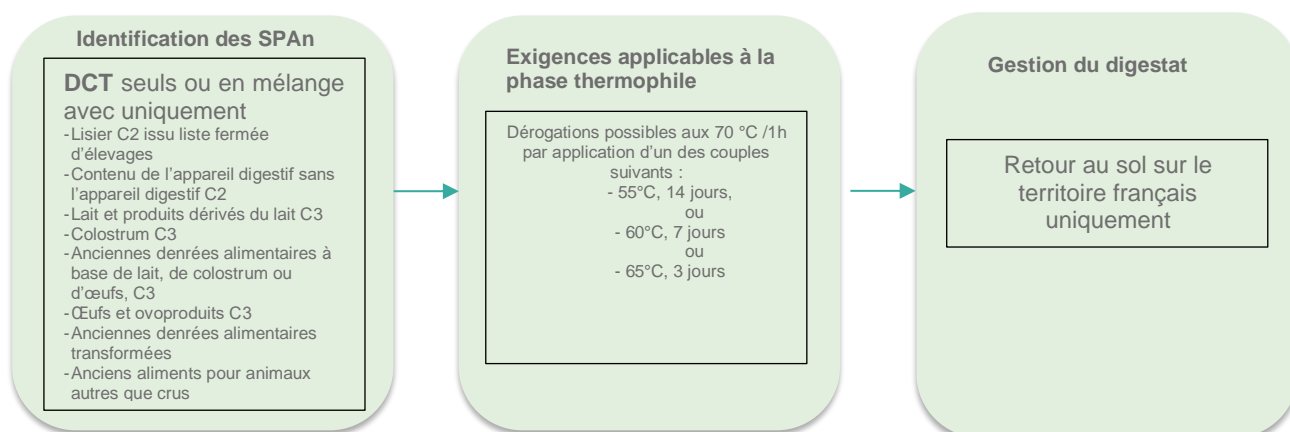 Identification des SPAn
DCT seuls ou en mélange
avec uniquement
-Lisier C2 issu liste fermée
d'élevages
-Contenu de l'appareil digestif sans
l'appareil digestif C2
-Lait et produits dérivés du lait C3
-Colostrum C3
-Anciennes denrées alimentaires à
base de lait, de colostrum ou
d'œufs, C3
-Œufs et ovoproduits C3
-Anciennes denrées alimentaires
transformées
-Anciens aliments pour animaux
autres que crus
Exigences applicables à la
phase thermophile
Dérogations possibles aux 70 °C /1h
par application d'un des couples
suivants :
- 55°C, 14 jours,
ou
- 60°C, 7 jours
ou
- 65°C, 3 jours
Gestion du digestat
Retour au sol sur le
territoire français
uniquement